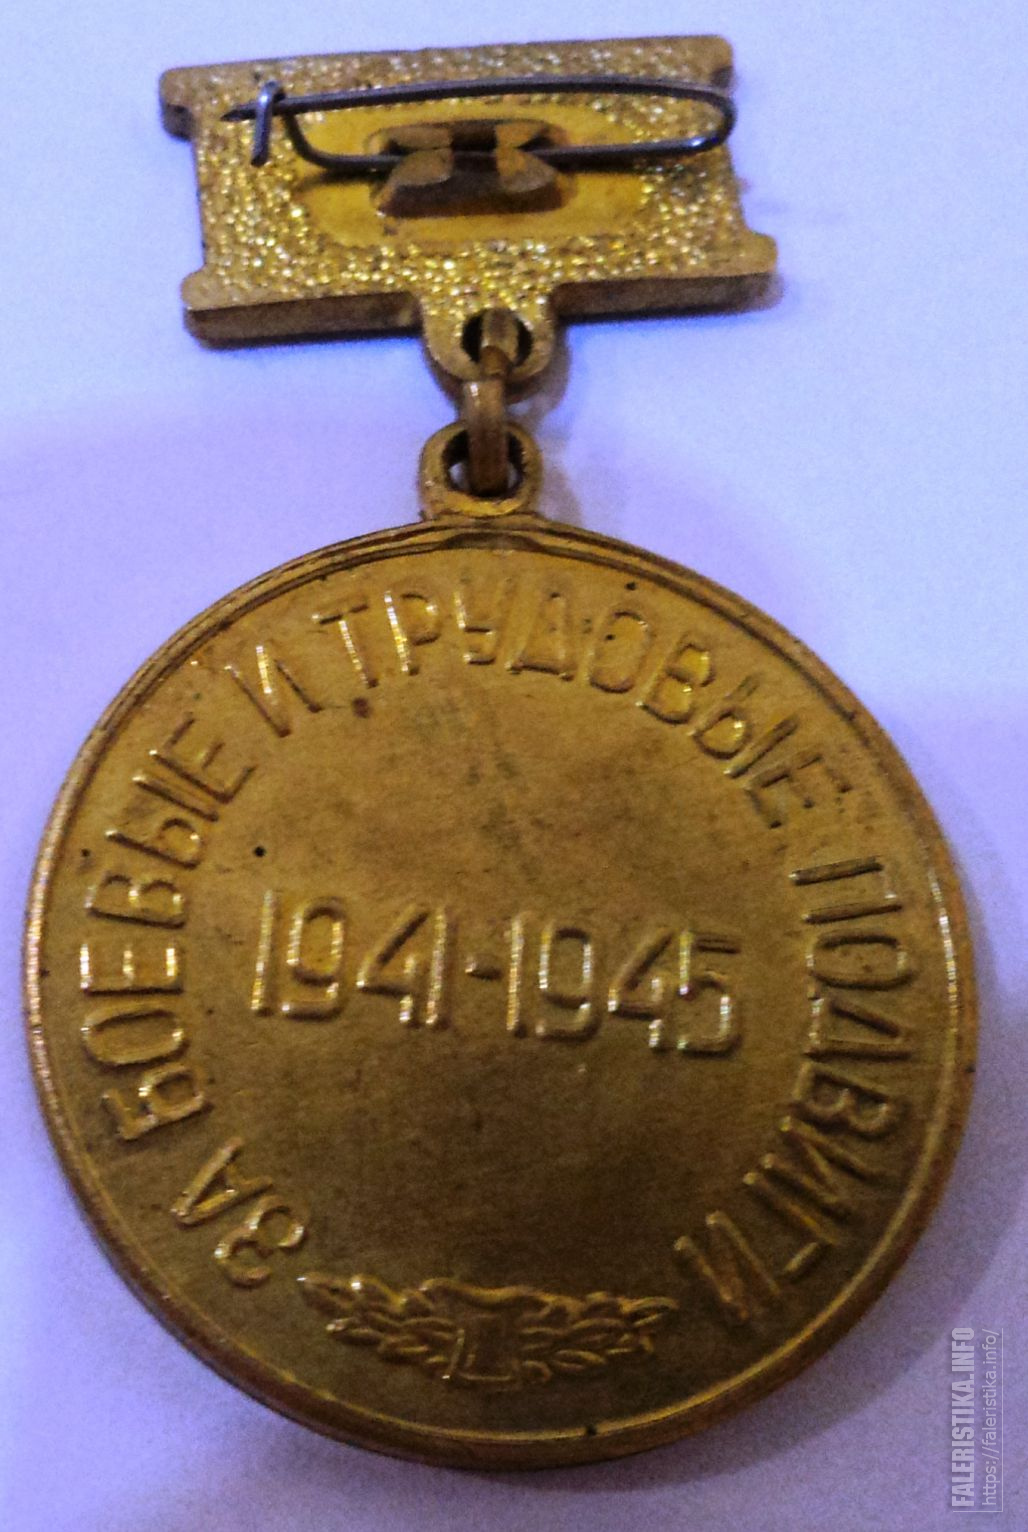 ЗА БОЕВЫЕ И ТРУДОВЫЕ ПОДВИГИ
1941-1945
FALERISTIKA.INFO
https://faleristika.info/